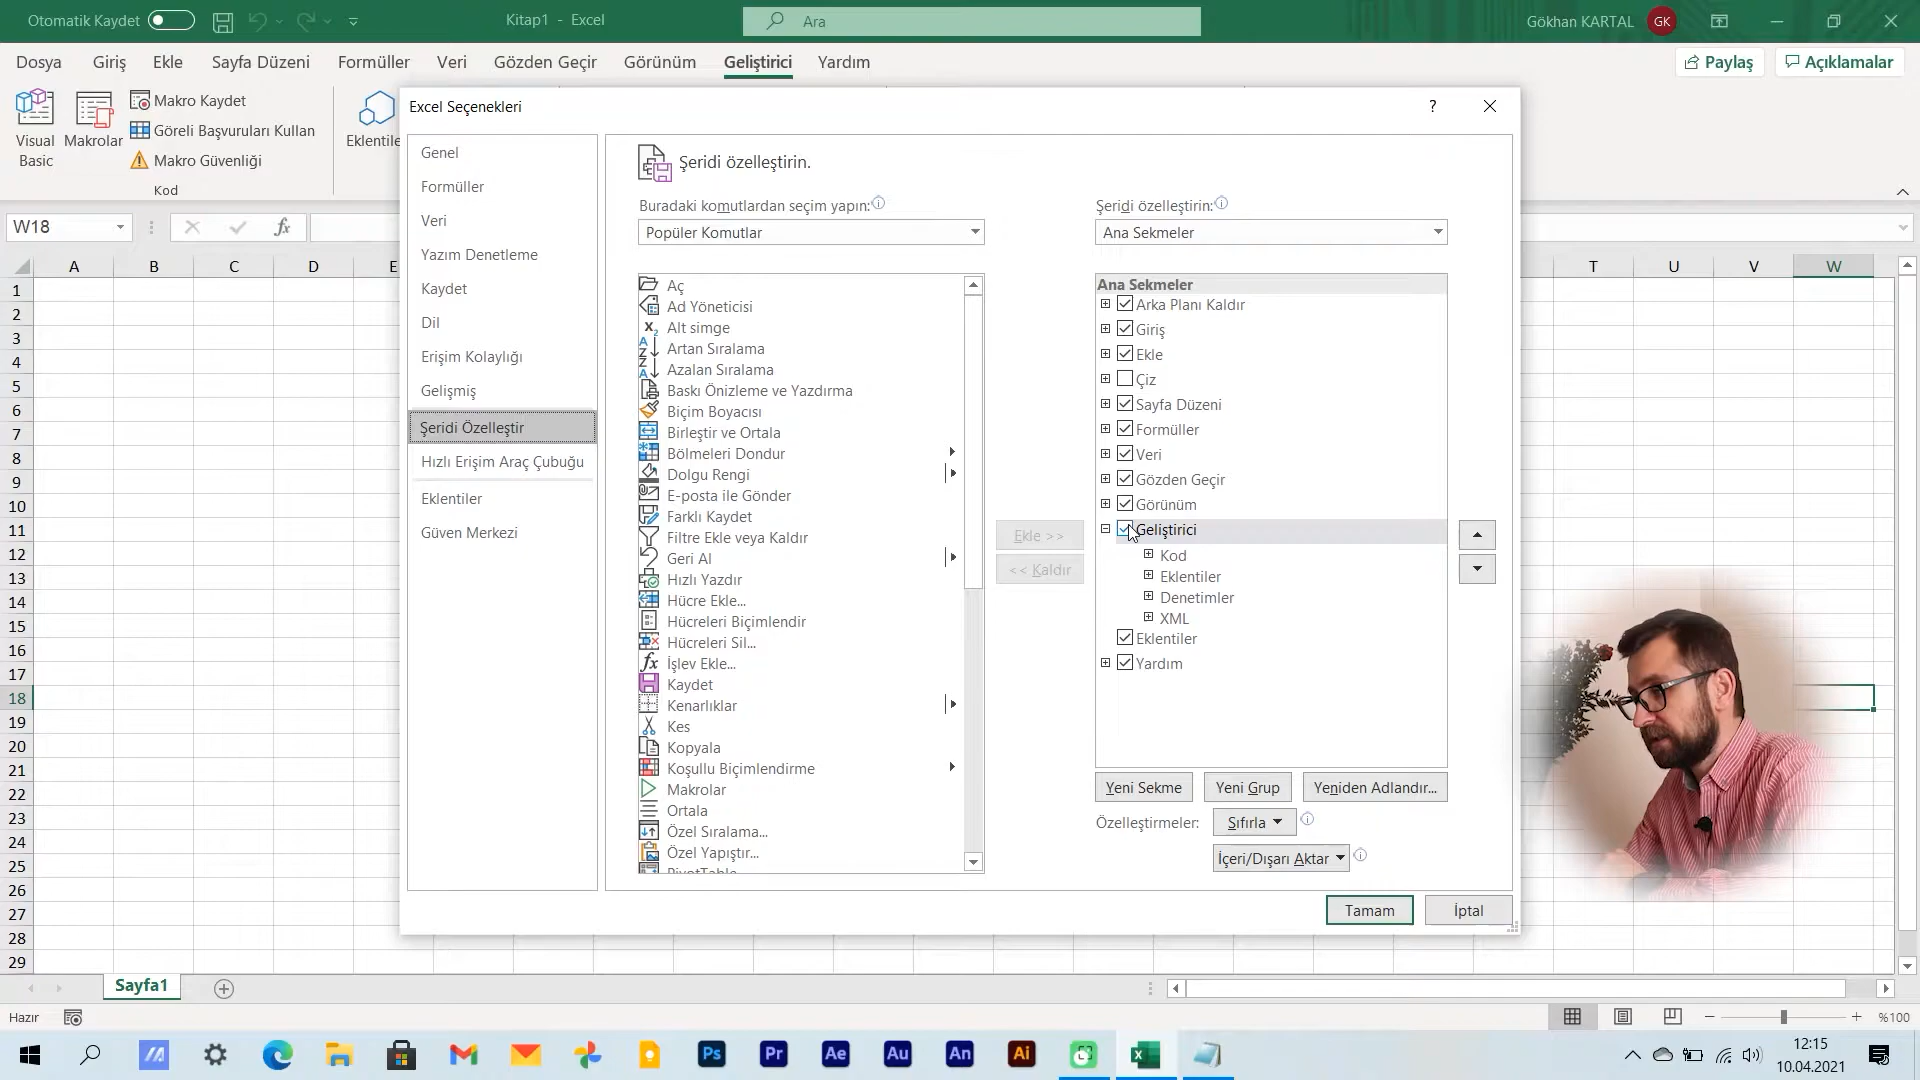 Otomatik Kaydet
Kitap1 - Excel
Ara
Gökhan KARTAL GK
Dosya Giriş Ekle Sayfa Düzeni Formüller Veri Gözden Geçir Görünüm Geliştirici Yardım
Paylaş
Açıklamalar
Visual Basic
Makrolar
Makro Kaydet
Göreli Başvuruları Kullan
Makro Güvenliği
Kod
Eklentile
W18
fx
A B C D E T U V W
1
2
3
4
5
6
7
8
9
10
11
12
13
14
15
16
17
18
19
20
21
22
23
24
25
26
27
28
29
Excel Seçenekleri
?
Genel
Formüller
Veri
Yazım Denetleme
Kaydet
Dil
Erişim Kolaylığı
Gelişmiş
Şeridi Özelleştir
Hızlı Erişim Araç Çubuğu
Eklentiler
Güven Merkezi
Şeridi özelleştirin.
Buradaki komutlardan seçim yapın:
Popüler Komutlar
Aç
Ad Yöneticisi
Alt simge
Artan Sıralama
Azalan Sıralama
Baskı Önizleme ve Yazdırma
Biçim Boyacısı
Birleştir ve Ortala
Bölmeleri Dondur
Dolgu Rengi
E-posta ile Gönder
Farklı Kaydet
Filtre Ekle veya Kaldır
Geri Al
Hızlı Yazdır
Hücre Ekle...
Hücreleri Biçimlendir
Hücreleri Sil...
İşlev Ekle...
Kaydet
Kenarlıklar
Kes
Kopyala
Koşullu Biçimlendirme
Makrolar
Ortala
Özel Sıralama...
Özel Yapıştır...
PivotTable
Ekle >>
<< Kaldır
Şeridi özelleştirin:
Ana Sekmeler
Ana Sekmeler
Arka Planı Kaldır
Giriş
Ekle
Çiz
Sayfa Düzeni
Formüller
Veri
Gözden Geçir
Görünüm
Geliştirici
Kod
Eklentiler
Denetimler
XML
Eklentiler
Yardım
Yeni Sekme
Yeni Grup
Yeniden Adlandır...
Özelleştirmeler:
Sıfırla
İçeri/Dışarı Aktar
Tamam
İptal
Sayfa1
Hazır
%100
Ps Pr Ae Au An Ai
12:15
10.04.2021